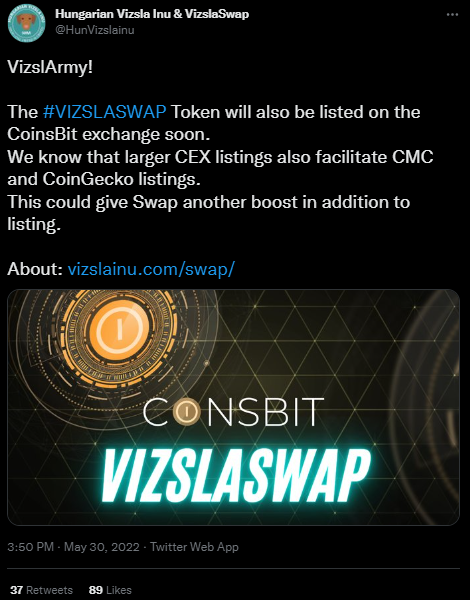 Hungarian Vizsla Inu & VizslaSwap
@HunVizslainu
VizslArmy!
The #VIZSLASWAP Token will also be listed on the
CoinsBit exchange soon.
We know that larger CEX listings also facilitate CMC
and CoinGecko listings.
This could give Swap another boost in addition to
listing.
About: vizslainu.com/swap/
COINSBIT
VIZSLASWAP
3:50 PM · May 30, 2022 · Twitter Web App
37 Retweets 89 Likes